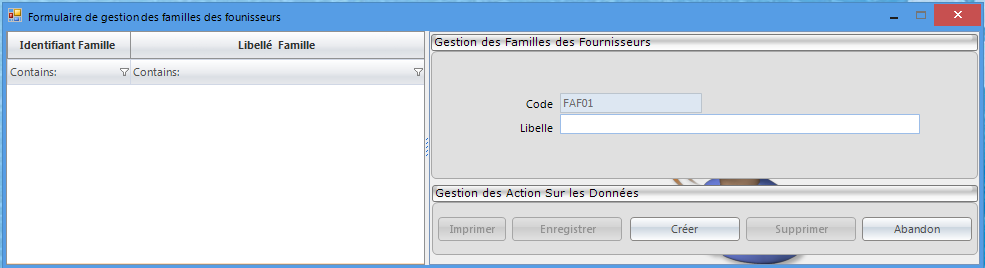 Formulaire de gestion des familles des founisseurs
Identifiant Famille
Libellé Famille
Contains:
Contains:
Gestion des Familles des Fournisseurs
Code
FAF01
Libelle
Gestion des Action Sur les Données
Imprimer
Enregistrer
Créer
Supprimer
Abandon